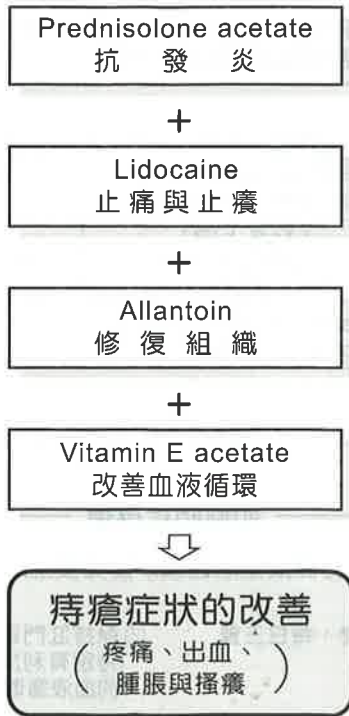 Prednisolone acetate
抗發炎
+
Lidocaine
止痛與止癢
+
Allantoin
修復組織
+
Vitamin E acetate
改善血液循環
痔瘡症狀的改善
(疼痛、出血、
腫脹與搔癢)